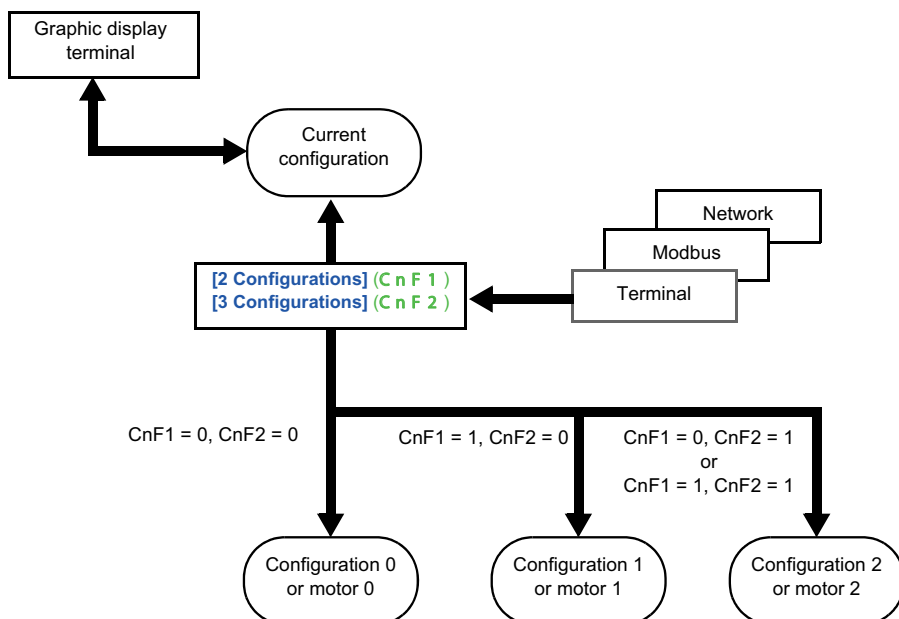 Graphic display
terminal
Current
configuration
Network
Modbus
Terminal
[2 Configurations] (C n F 1 )
[3 Configurations] (C n F 2 )
CnF1 = 0, CnF2 = 0
CnF1 = 1, CnF2 = 0
CnF1 = 0, CnF2 = 1
or
CnF1 = 1, CnF2 = 1
Configuration 0
or motor 0
Configuration 1
or motor 1
Configuration 2
or motor 2